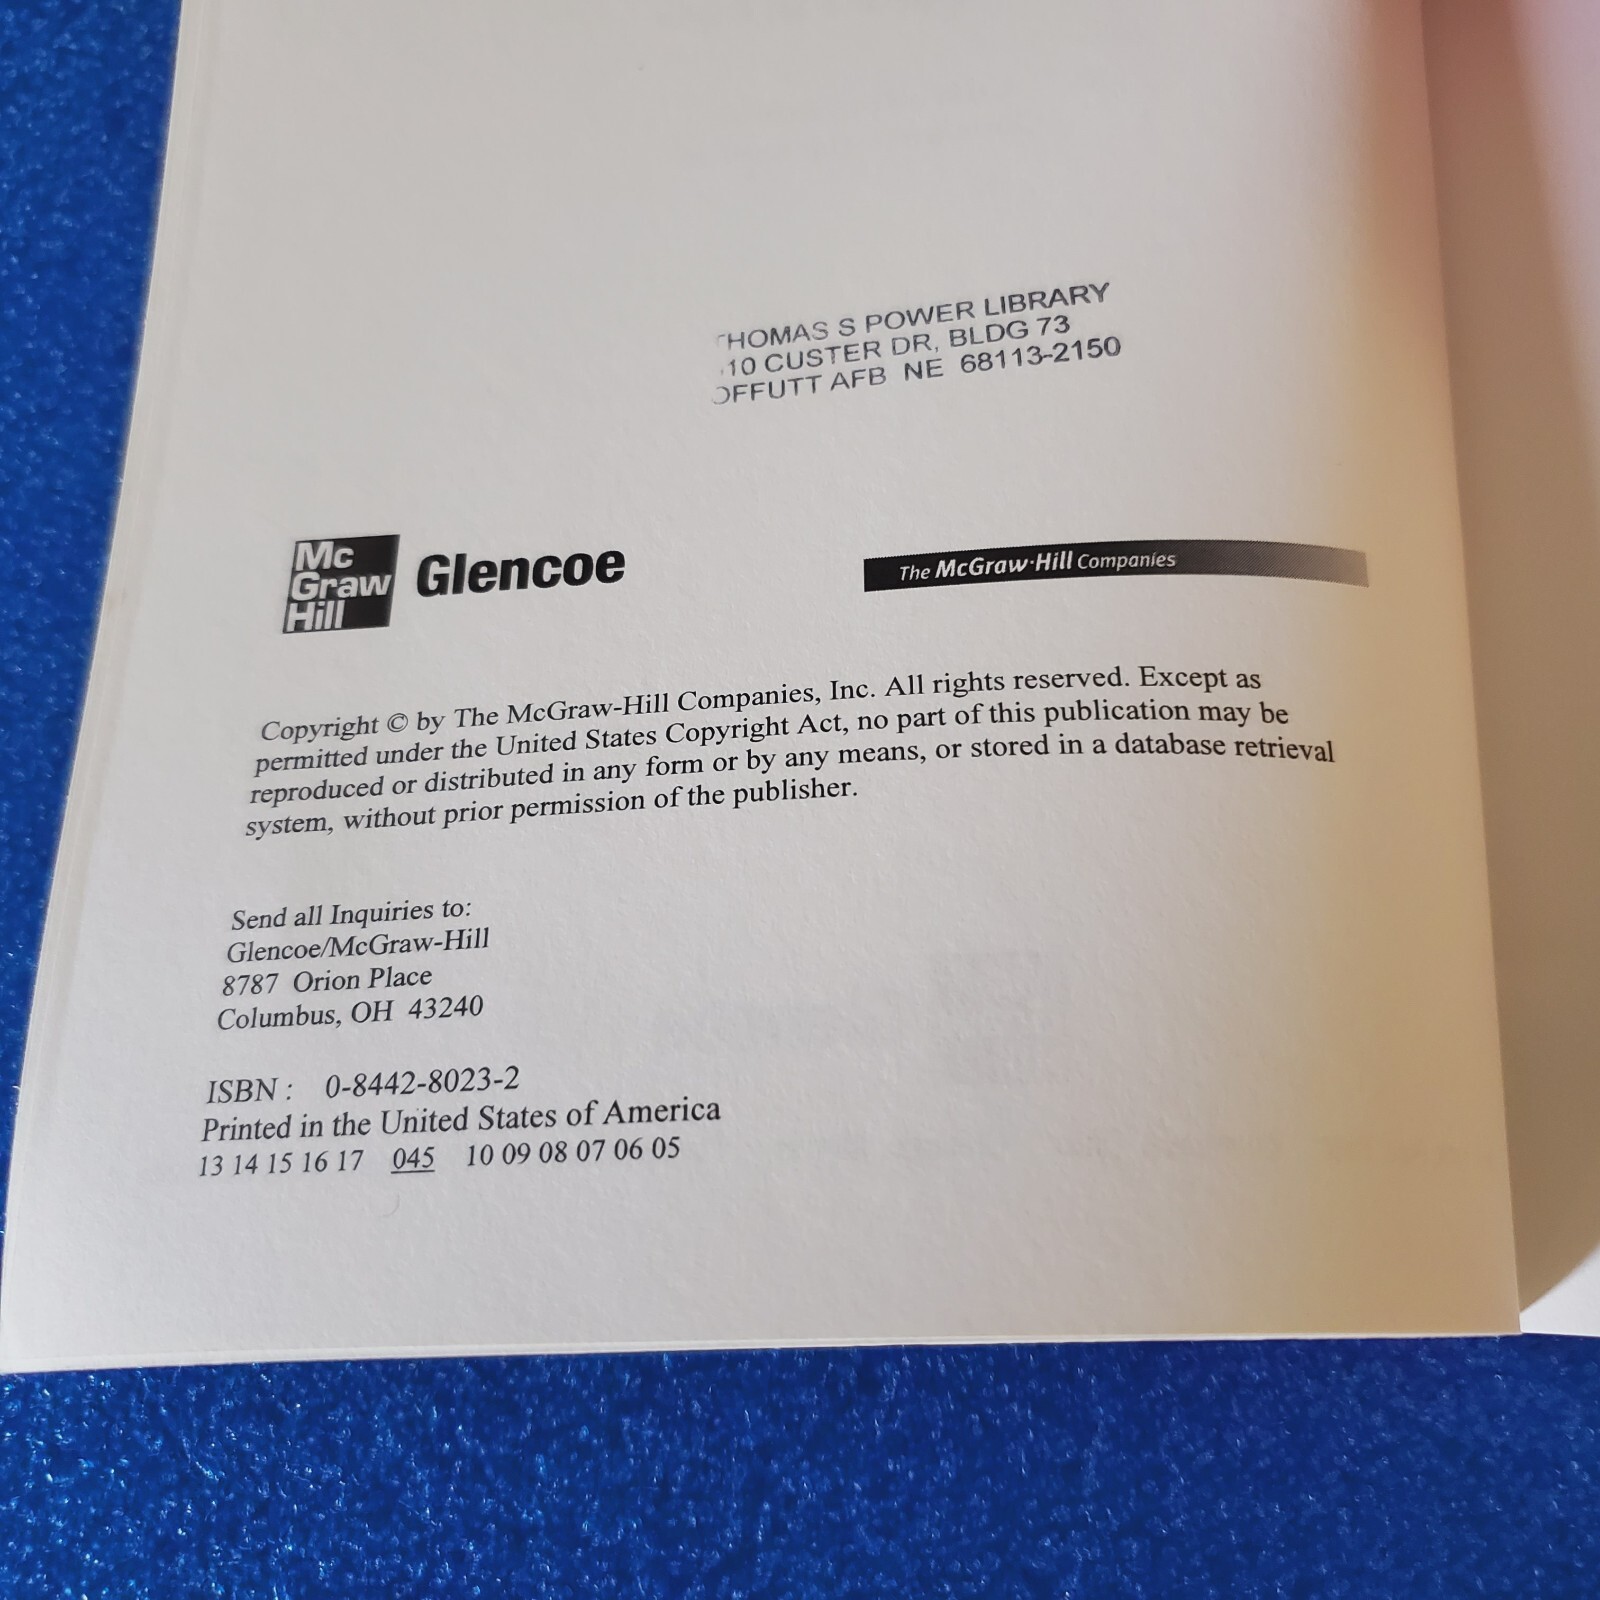 THOMAS S POWER LIBRARY
10 CUSTER DR, BLDG 73
OFFUTT AFB NE 68113-2150
Mc
Graw
Hill
Glencoe
The McGraw·Hill Companies
Copyright © by The McGraw-Hill Companies, Inc. All rights reserved. Except as
permitted under the United States Copyright Act, no part of this publication may be
reproduced or distributed in any form or by any means, or stored in a database retrieval
system, without prior permission of the publisher.
Send all Inquiries to:
Glencoe/McGraw-Hill
8787 Orion Place
Columbus, OH 43240
ISBN : 0-8442-8023-2
Printed in the United States of America
13 14 15 16 17 045 10 09 08 07 06 05